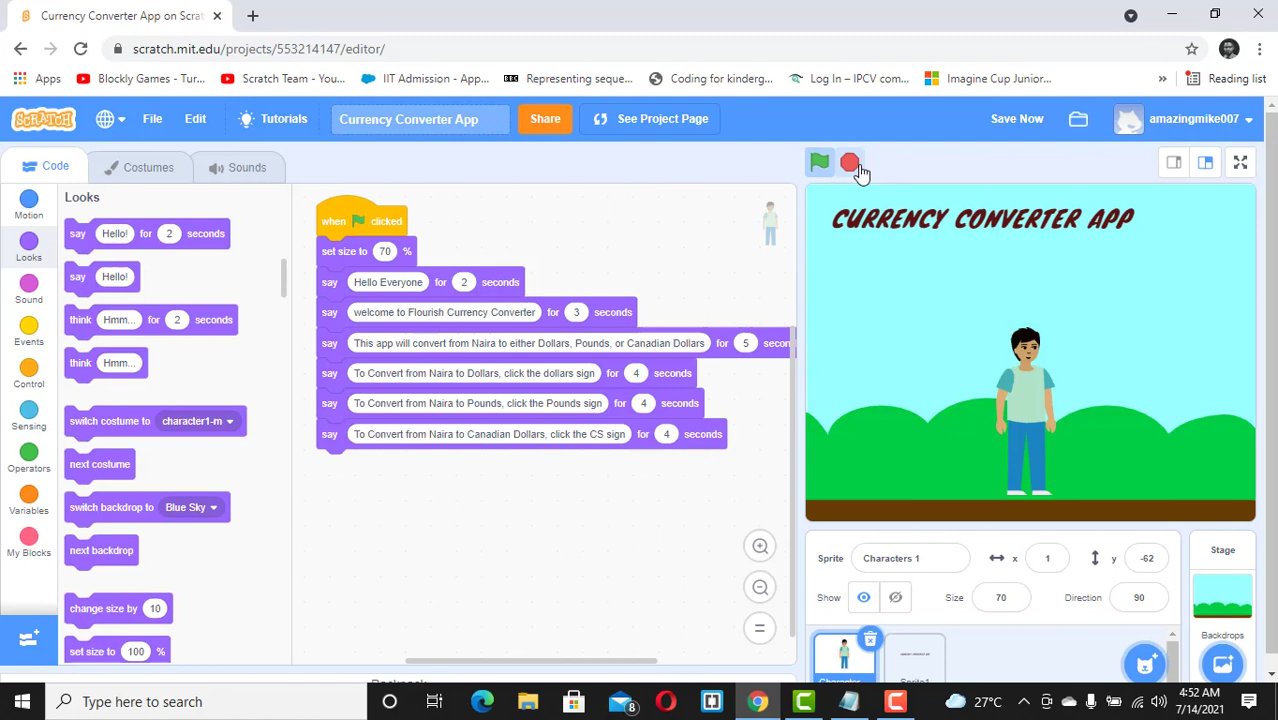 Currency Converter App on Scrat
scratch.mit.edu/projects/553214147/editor/
Apps
Blockly Games - Tur...
Scratch Team - You...
IIT Admission - App...
Representing seque...
Coding for kinderg...
Log In – IPCV com...
Imagine Cup Junior...
»
Reading list
SCRATCH
File
Edit
Tutorials
Currency Converter App
Share
See Project Page
Save Now
amazingmike007
Code
Costumes
Sounds
Motion
Looks
Sound
Events
Control
Sensing
Operators
Variables
My Blocks
Looks
say Hello! for 2 seconds
say Hello!
think Hmm... for 2 seconds
think Hmm...
switch costume to character1-m
next costume
switch backdrop to Blue Sky
next backdrop
change size by 10
set size to 100 %
when clicked
set size to 70 %
say Hello Everyone for 2 seconds
say welcome to Flourish Currency Converter for 3 seconds
say This app will convert from Naira to either Dollars, Pounds, or Canadian Dollars for 5 secon
say To Convert from Naira to Dollars, click the dollars sign for 4 seconds
say To Convert from Naira to Pounds, click the Pounds sign for 4 seconds
say To Convert from Naira to Canadian Dollars, click the CS sign for 4 seconds
CURRENCY CONVERTER APP
Sprite Characters 1 x 1 y -62
Show Size 70 Direction 90
Stage
Backdrops
Character
Sprite1
Backpack
Type here to search
8
27°C
4:52 AM
7/14/2021